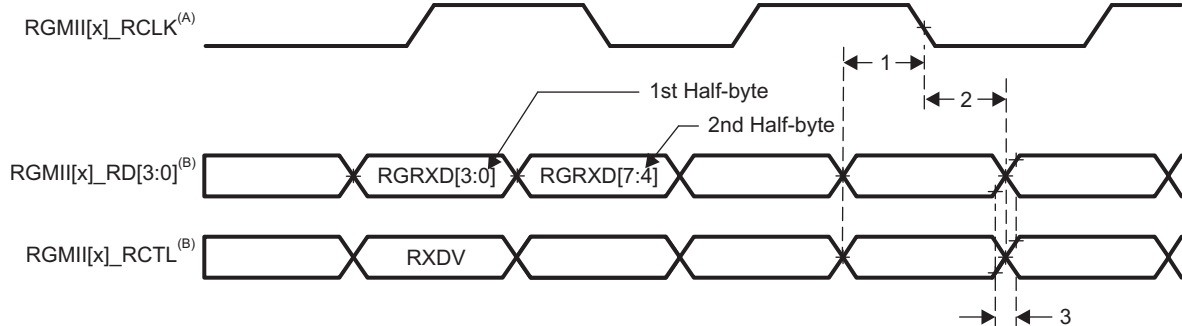 RGMII[x]_RCLK(A)
1
2
1st Half-byte
2nd Half-byte
RGMII[x]_RD[3:0](B)
RGRXD[3:0]
RGRXD[7:4]
RGMII[x]_RCTL(B)
RXDV
3